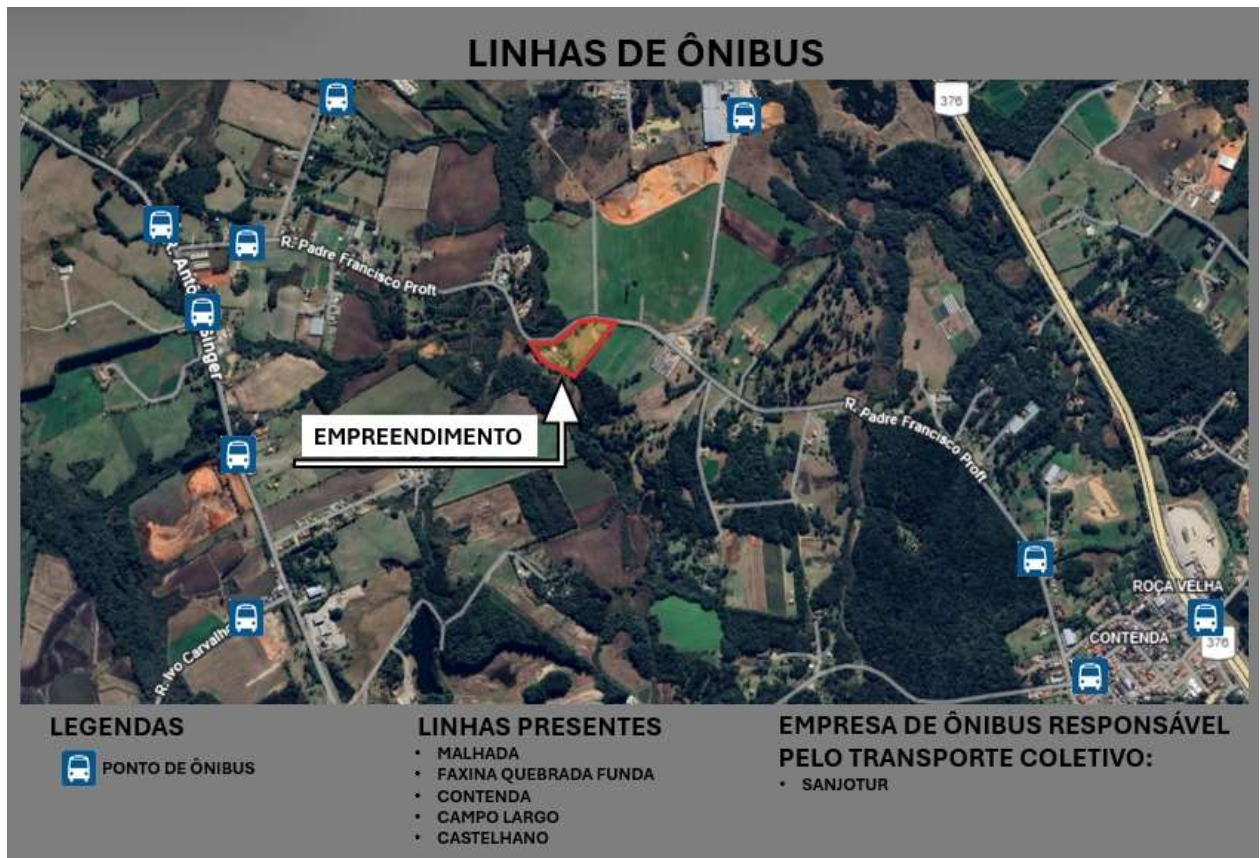 LINHAS DE ÔNIBUS
376
R. Padre Francisco Proft
R. Antô
Singer
EMPREENDIMENTO
R. Padre Francisco Proft
ROÇA VELHA
CONTENDA
376
R. Ivo Carvalho
LEGENDAS
PONTO DE ÔNIBUS
LINHAS PRESENTES
• MALHADA
• FAXINA QUEBRADA FUNDA
• CONTENDA
• CAMPO LARGO
• CASTELHANO
EMPRESA DE ÔNIBUS RESPONSÁVEL
PELO TRANSPORTE COLETIVO:
• SANJOTUR